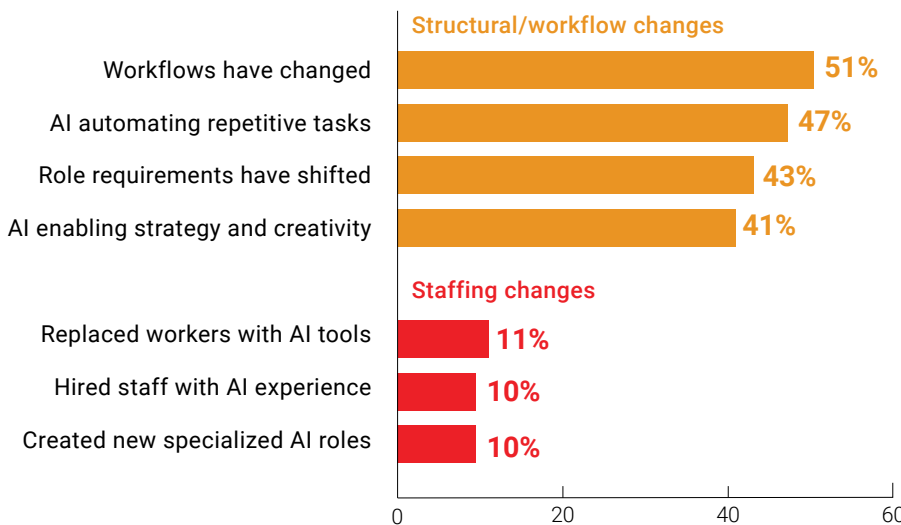 Structural/workflow changes
Workflows have changed 51%
AI automating repetitive tasks 47%
Role requirements have shifted 43%
AI enabling strategy and creativity 41%
Staffing changes
Replaced workers with AI tools 11%
Hired staff with AI experience 10%
Created new specialized AI roles 10%
0 20 40 60